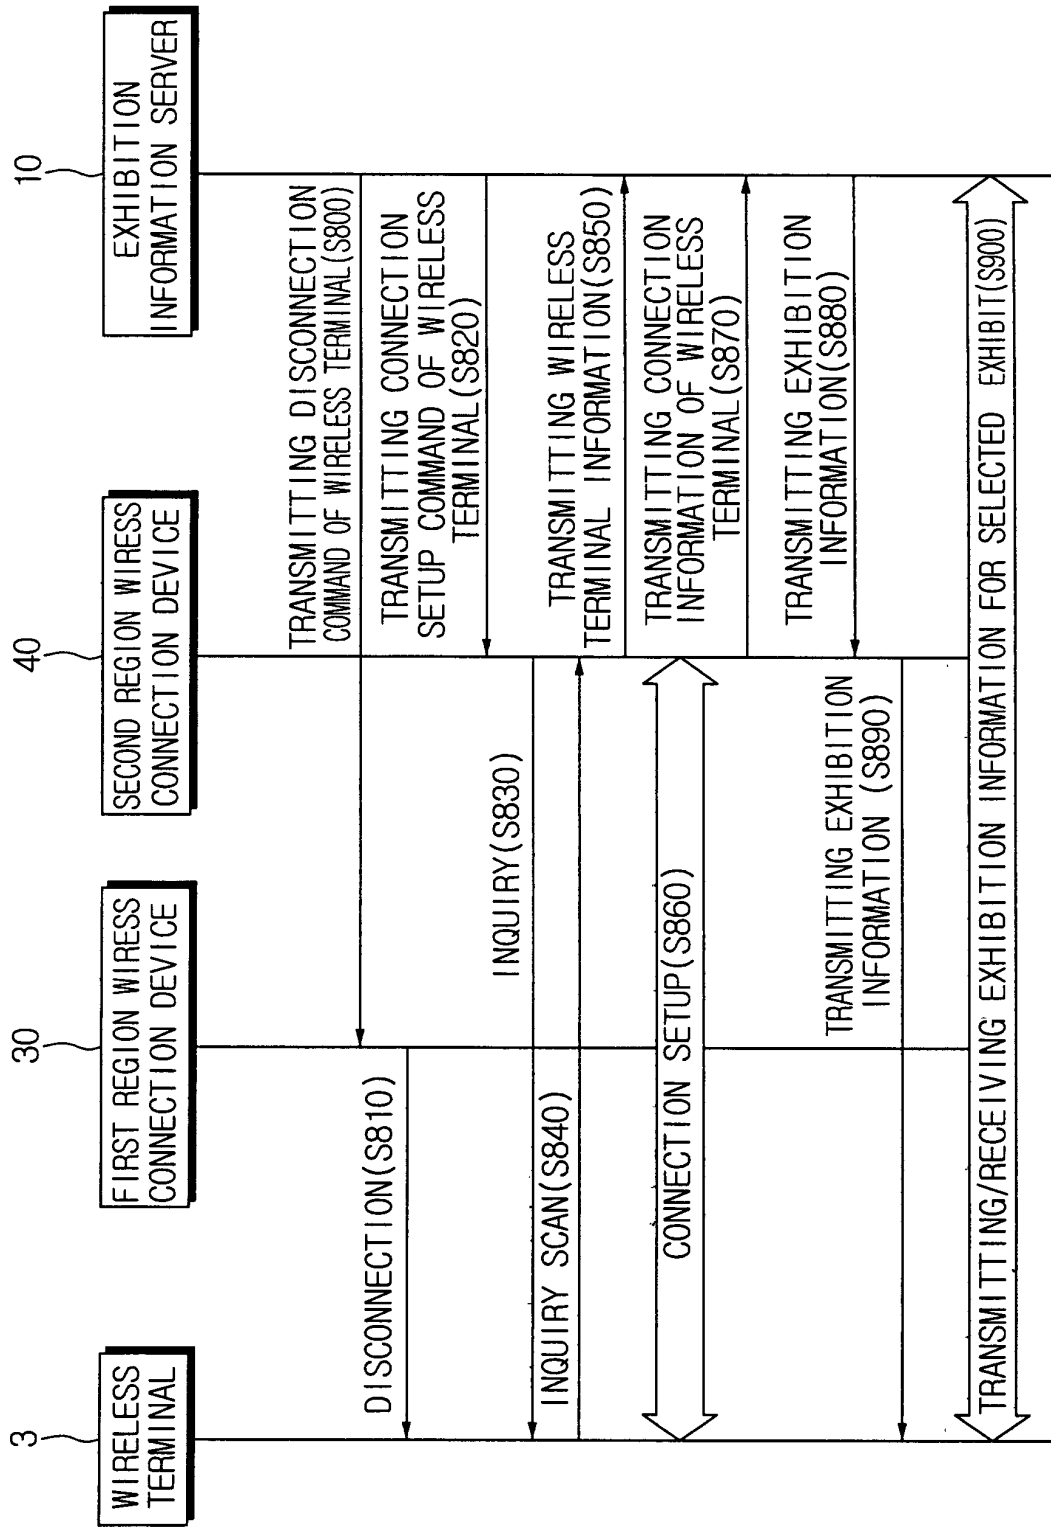 3
WIRELESS
TERMINAL
30
FIRST REGION WIRESS
CONNECTION DEVICE
40
SECOND REGION WIRESS
CONNECTION DEVICE
10
EXHIBITION
INFORMATION SERVER
TRANSMITTING DISCONNECTION
COMMAND OF WIRELESS TERMINAL(S800)
DISCONNECTION(S810)
TRANSMITTING CONNECTION
SETUP COMMAND OF WIRELESS
TERMINAL(S820)
INQUIRY(S830)
INQUIRY SCAN(S840)
TRANSMITTING WIRELESS
TERMINAL INFORMATION(S850)
CONNECTION SETUP(S860)
TRANSMITTING CONNECTION
INFORMATION OF WIRELESS
TERMINAL(S870)
TRANSMITTING EXHIBITION
INFORMATION(S880)
TRANSMITTING EXHIBITION
INFORMATION (S890)
TRANSMITTING/RECEIVING EXHIBITION INFORMATION FOR SELECTED EXHIBIT(S900)